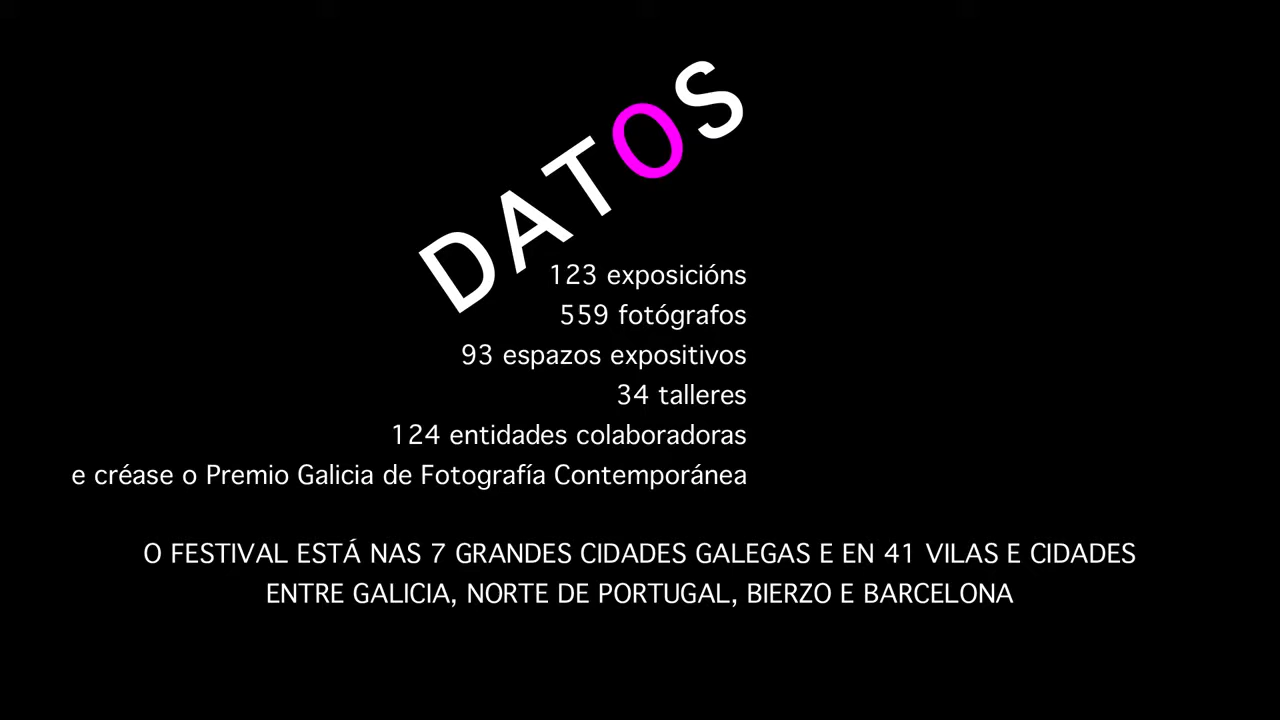 DATOS
123 exposicións
559 fotógrafos
93 espazos expositivos
34 talleres
124 entidades colaboradoras
e créase o Premio Galicia de Fotografía Contemporánea
O FESTIVAL ESTÁ NAS 7 GRANDES CIDADES GALEGAS E EN 41 VILAS E CIDADES
ENTRE GALICIA, NORTE DE PORTUGAL, BIERZO E BARCELONA